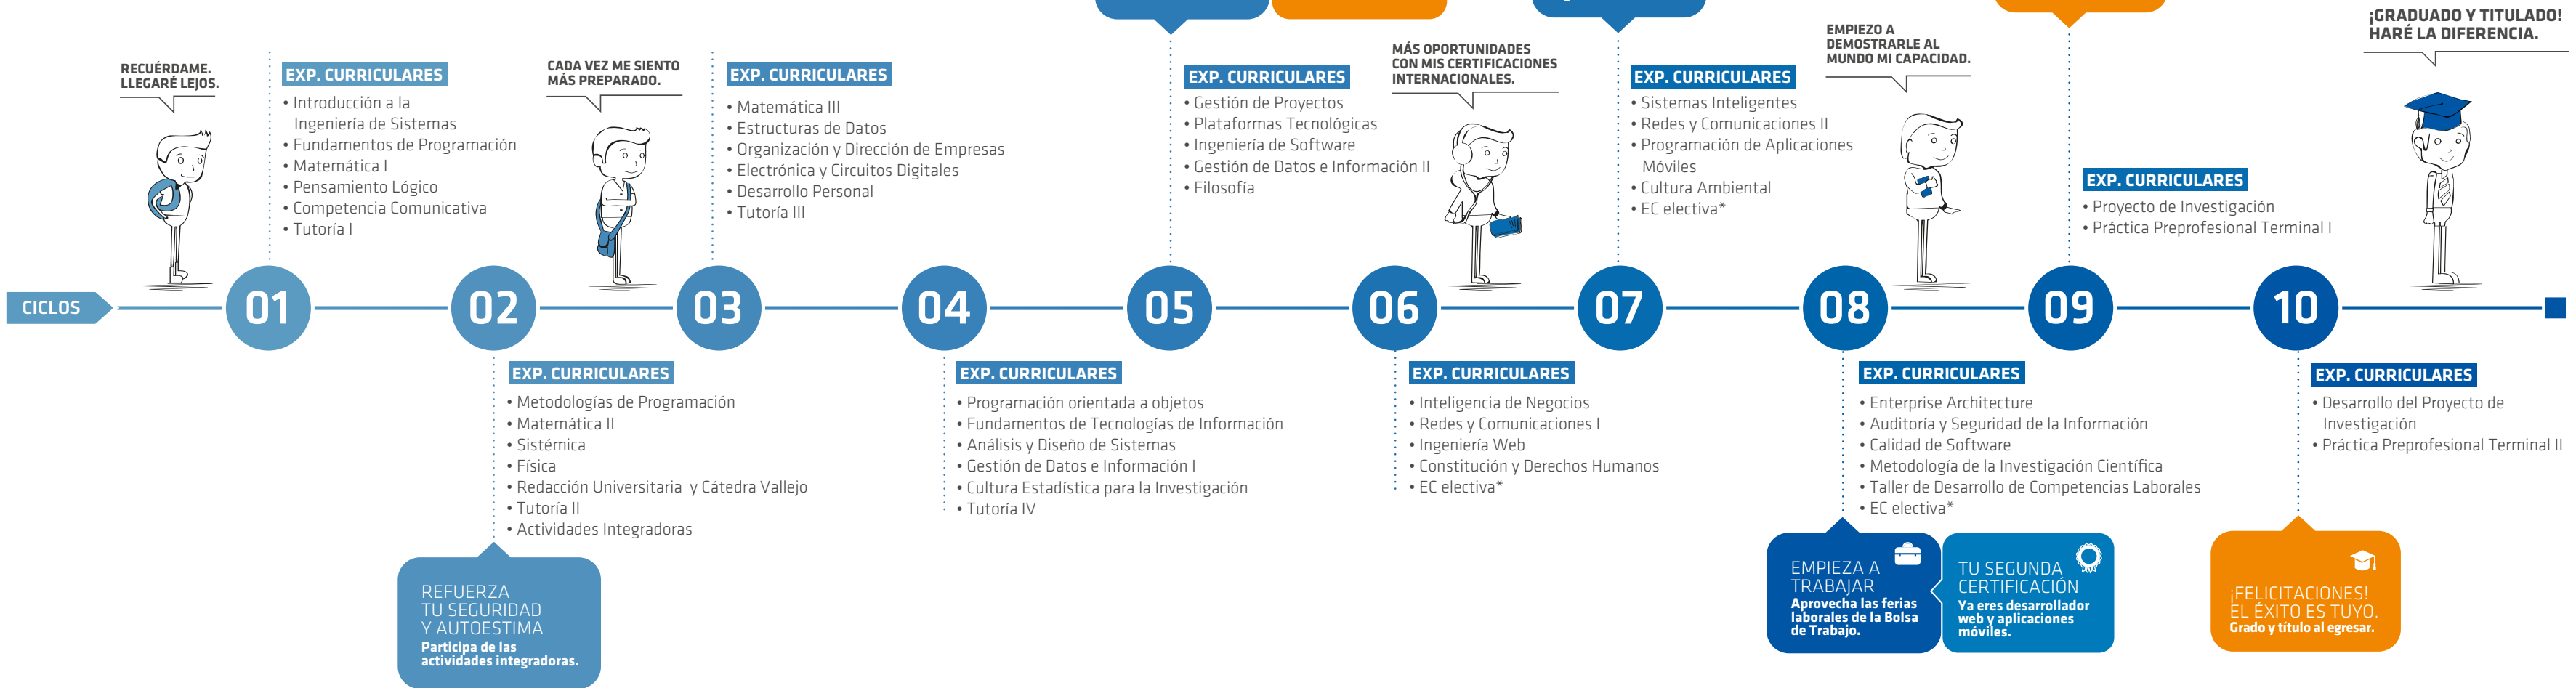 RECUÉRDAME.
LLEGARÉ LEJOS.
EXP. CURRICULARES
• Introducción a la
Ingeniería de Sistemas
• Fundamentos de Programación
• Matemática I
• Pensamiento Lógico
• Competencia Comunicativa
• Tutoría I
CADA VEZ ME SIENTO
MÁS PREPARADO.
EXP. CURRICULARES
• Matemática III
• Estructuras de Datos
• Organización y Dirección de Empresas
• Electrónica y Circuitos Digitales
• Desarrollo Personal
• Tutoría III
EXP. CURRICULARES
• Gestión de Proyectos
• Plataformas Tecnológicas
• Ingeniería de Software
• Gestión de Datos e Información II
• Filosofía
MÁS OPORTUNIDADES
CON MIS CERTIFICACIONES
INTERNACIONALES.
EXP. CURRICULARES
• Sistemas Inteligentes
• Redes y Comunicaciones II
• Programación de Aplicaciones
Móviles
• Cultura Ambiental
• EC electiva*
EMPIEZO A
DEMOSTRARLE AL
MUNDO MI CAPACIDAD.
EXP. CURRICULARES
• Proyecto de Investigación
• Práctica Preprofesional Terminal I
¡GRADUADO Y TITULADO!
HARÉ LA DIFERENCIA.
CICLOS
01
02
03
04
05
06
07
08
09
10
EXP. CURRICULARES
• Metodologías de Programación
• Matemática II
• Sistémica
• Física
• Redacción Universitaria y Cátedra Vallejo
• Tutoría II
• Actividades Integradoras
REFUERZA
TU SEGURIDAD
Y AUTOESTIMA
Participa de las
actividades integradoras.
EXP. CURRICULARES
• Programación orientada a objetos
• Fundamentos de Tecnologías de Información
• Análisis y Diseño de Sistemas
• Gestión de Datos e Información I
• Cultura Estadística para la Investigación
• Tutoría IV
EXP. CURRICULARES
• Inteligencia de Negocios
• Redes y Comunicaciones I
• Ingeniería Web
• Constitución y Derechos Humanos
• EC electiva*
EXP. CURRICULARES
• Enterprise Architecture
• Auditoría y Seguridad de la Información
• Calidad de Software
• Metodología de la Investigación Científica
• Taller de Desarrollo de Competencias Laborales
• EC electiva*
EMPIEZA A
TRABAJAR
Aprovecha las ferias
laborales de la Bolsa
de Trabajo.
TU SEGUNDA
CERTIFICACIÓN
Ya eres desarrollador
web y aplicaciones
móviles.
EXP. CURRICULARES
• Desarrollo del Proyecto de
Investigación
• Práctica Preprofesional Terminal II
¡FELICITACIONES!
EL ÉXITO ES TUYO.
Grado y título al egresar.